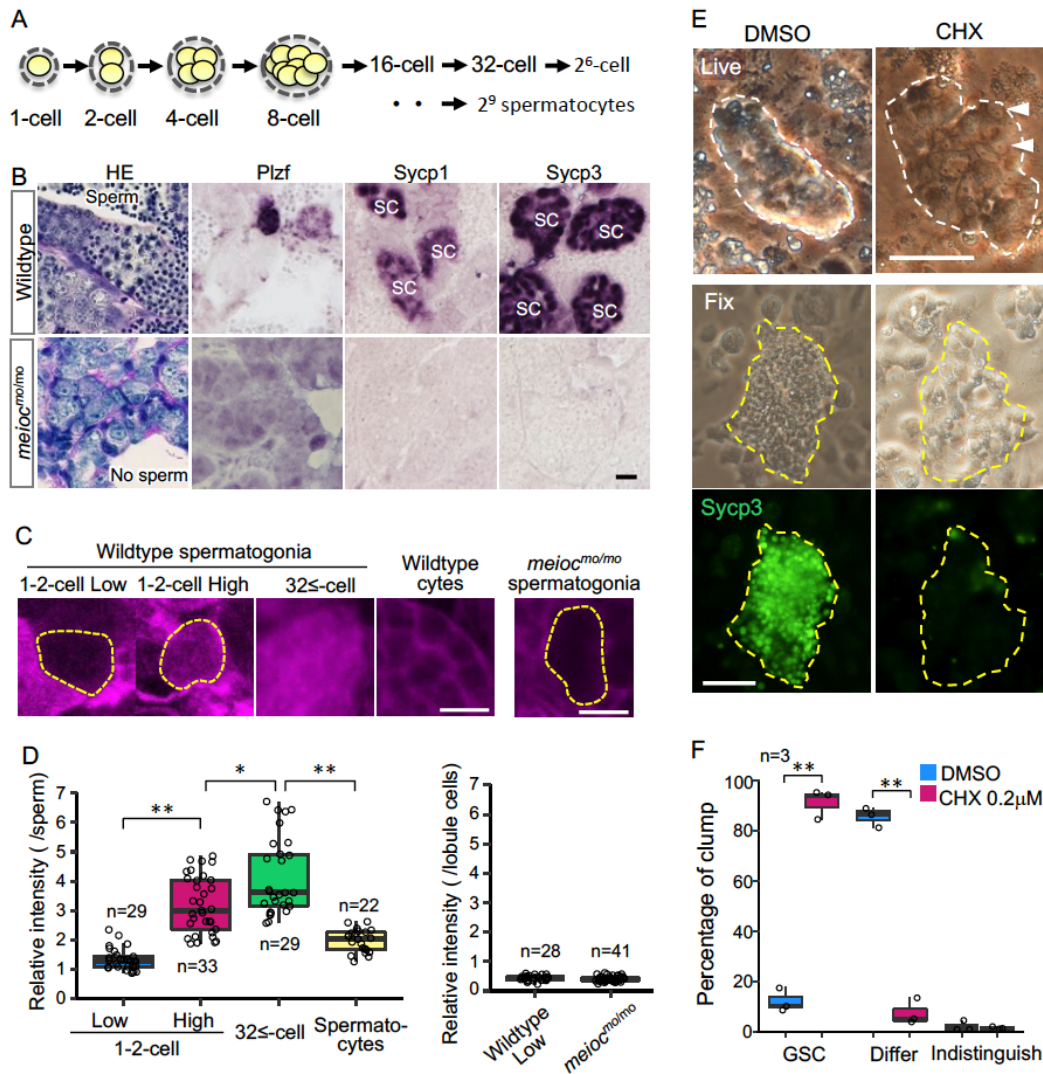 A
1-cell
2-cell
4-cell
8-cell
16-cell
32-cell
2⁶-cell
2⁹ spermatocytes
B
HE
Plzf
Sycp1
Sycp3
Wildtype
Sperm
SC
SC
SC
SC
SC
SC
SC
meioc^mo/mo
No sperm
C
Wildtype spermatogonia
1-2-cell Low
1-2-cell High
32≤-cell
Wildtype
cytes
meioc^mo/mo
spermatogonia
D
Relative intensity ( /sperm)
7
6
5
4
3
2
1
0
**
*
**
n=29
n=33
n=29
n=22
Low
High
1-2-cell
32≤-cell
Spermato-
cytes
Relative intensity ( /lobule cells)
7
6
5
4
3
2
1
0
n=28
n=41
Wildtype
Low
meioc^mo/mo
E
DMSO
CHX
Live
Fix
Sycp3
F
n=3
**
**
DMSO
CHX 0.2μM
Percentage of clump
100
80
60
40
20
0
GSC
Differ
Indistinguish